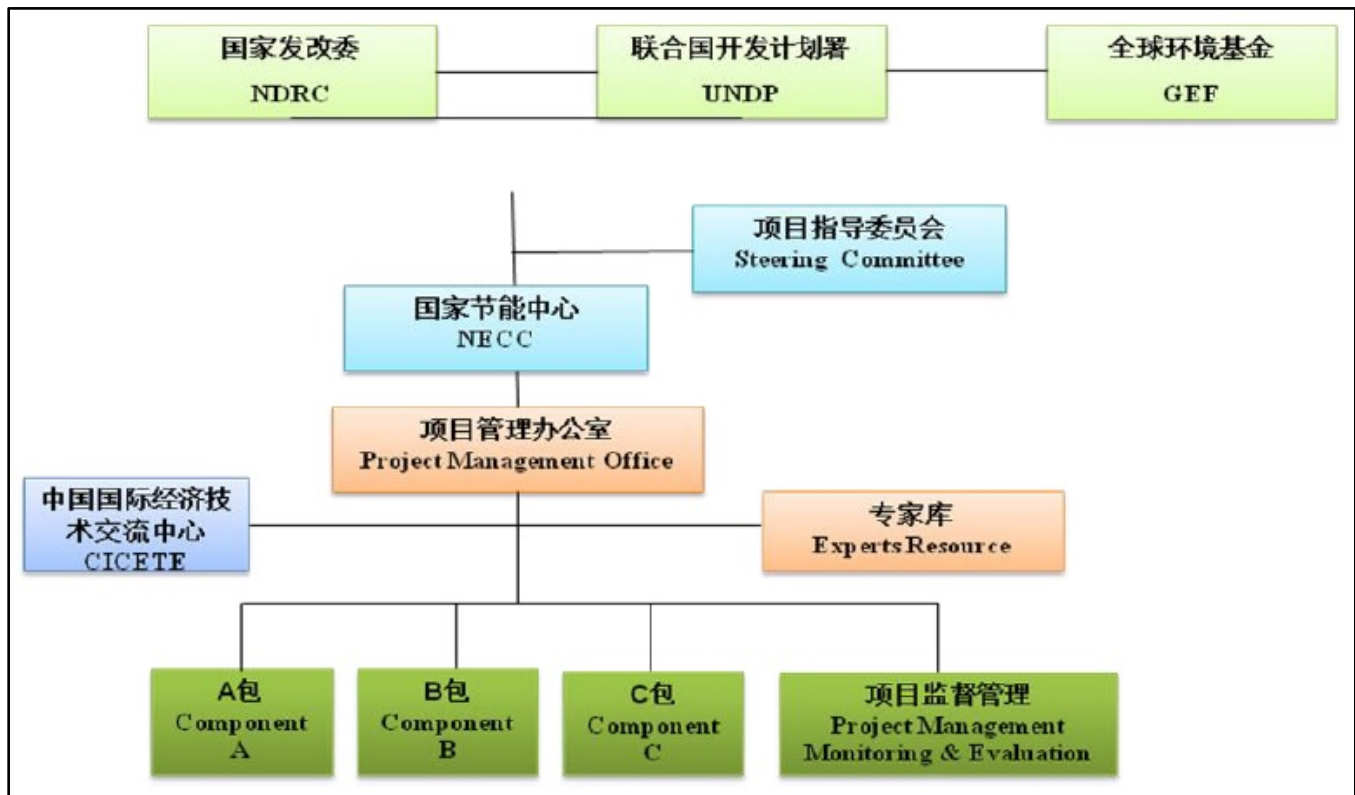 国家发改委
NDRC
联合国开发计划署
UNDP
全球环境基金
GEF
项目指导委员会
Steering Committee
国家节能中心
NECC
项目管理办公室
Project Management Office
中国国际经济技
术交流中心
CICETE
专家库
Experts Resource
A包
Component
A
B包
Component
B
C包
Component
C
项目监督管理
Project Management
Monitoring & Evaluation